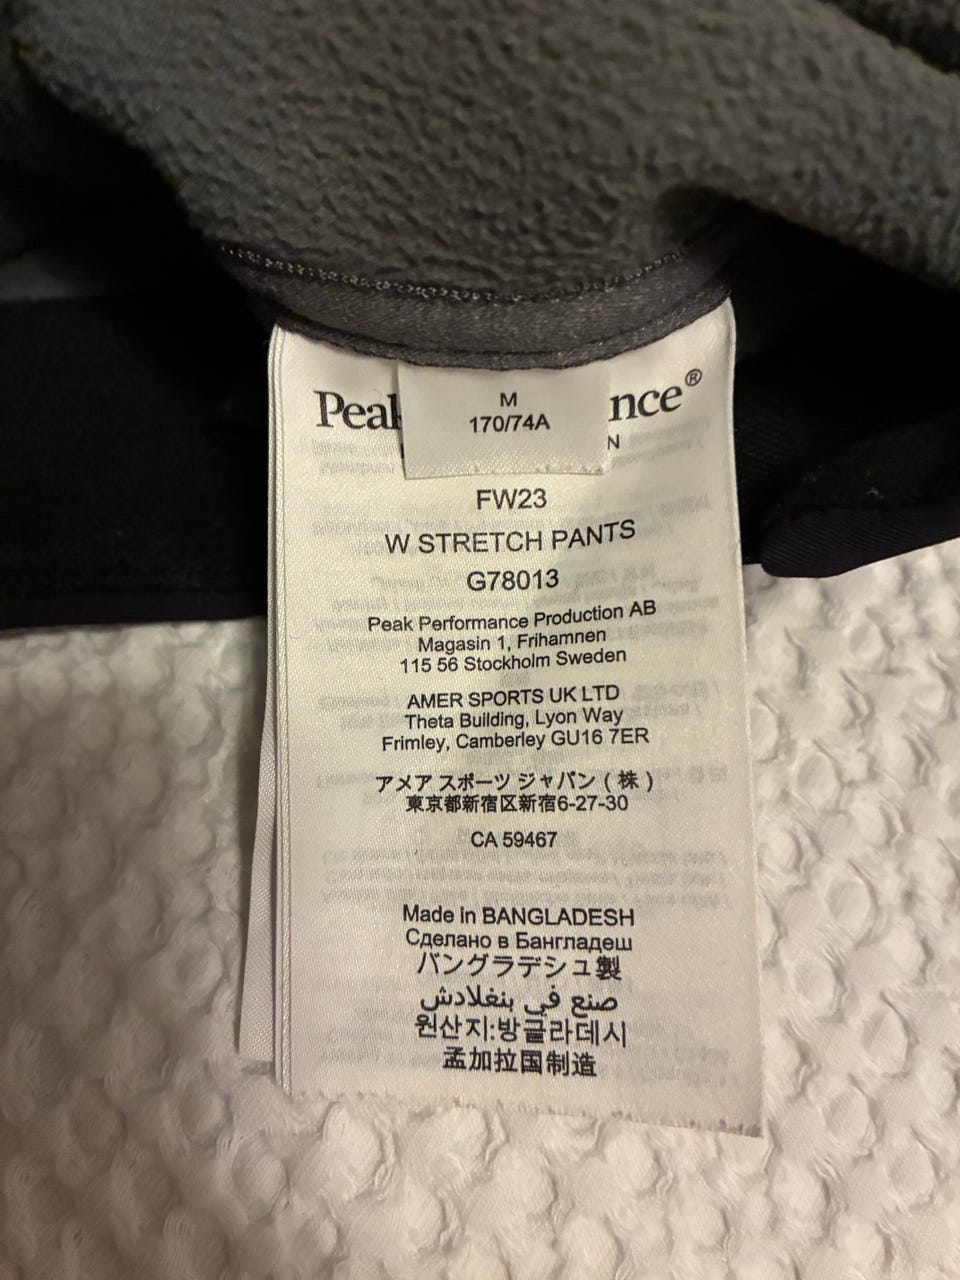 Peak nce®
M
170/74A
N
FW23
W STRETCH PANTS
G78013
Peak Performance Production AB
Magasin 1, Frihamnen
115 56 Stockholm Sweden
AMER SPORTS UK LTD
Theta Building, Lyon Way
Frimley, Camberley GU16 7ER
アメア スポーツ ジャパン ( 株 )
東京都新宿区新宿6-27-30
CA 59467
Made in BANGLADESH
Сделано в Бангладеш
バングラデシュ製
صنع في بنغلادش
원산지:방글라데시
孟加拉国制造